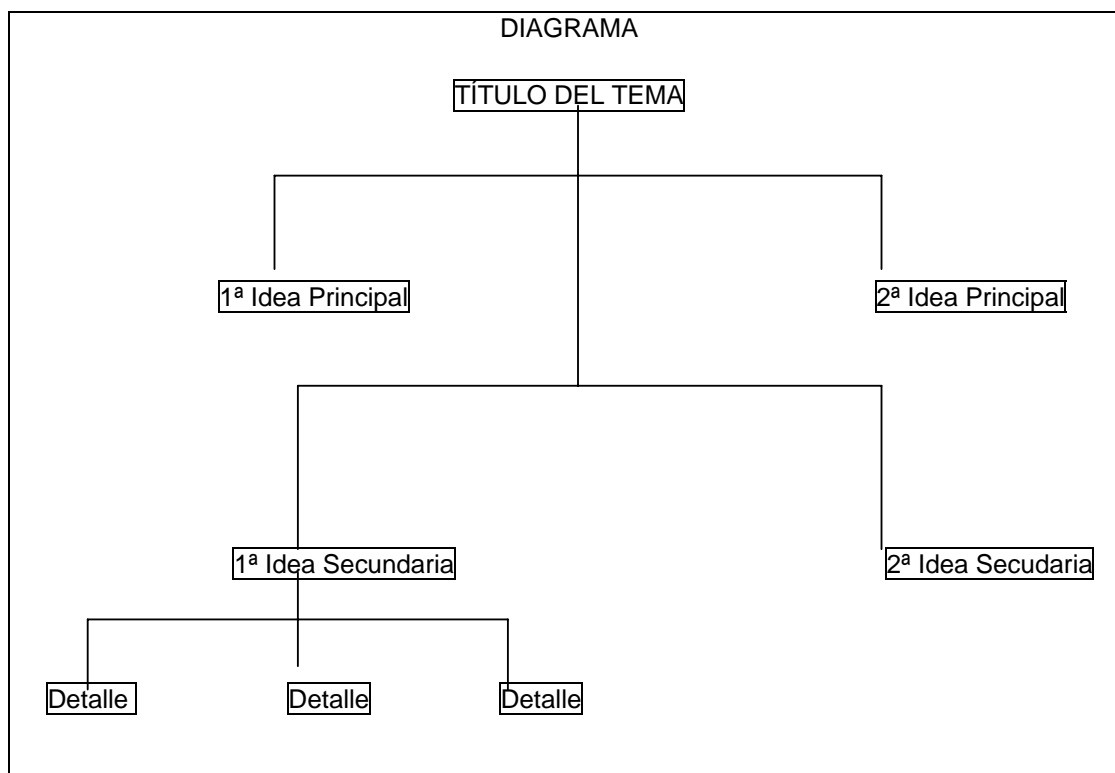 DIAGRAMA
TÍTULO DEL TEMA
1ª Idea Principal
2ª Idea Principal
1ª Idea Secundaria
2ª Idea Secudaria
Detalle
Detalle
Detalle